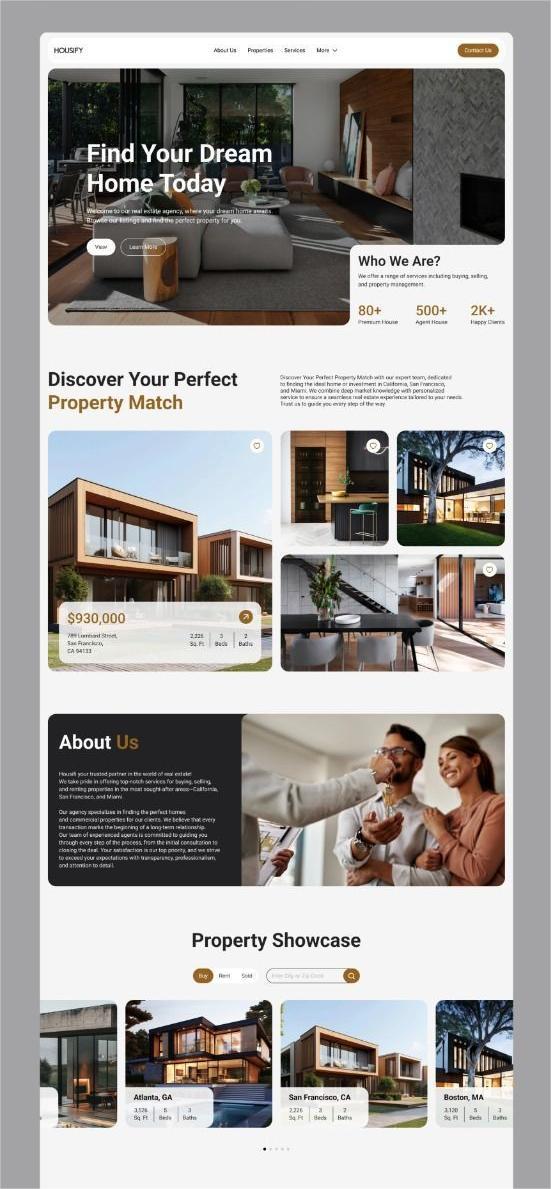 HOUSIFY
About Us
Properties
Services
More
Contact Us
Find Your Dream
Home Today
Welcome to our real estate agency, where your dream home awaits.
Browse our listings and find the perfect property for you.
View
Learn More
Who We Are?
We offer a range of services including buying, selling,
and property management.
80+
Premium House
500+
Agent House
2K+
Happy Clients
Discover Your Perfect
Property Match
Discover Your Perfect Property Match with our expert team, dedicated
to finding the ideal home or investment in California, San Francisco,
and Miami. We combine deep market knowledge with personalized
service to ensure a seamless real estate experience tailored to your needs.
Trust us to guide you every step of the way.
$930,000
789 Lombard Street,
San Francisco,
CA 94133
2,226
Sq. Ft
3
Beds
2
Baths
About Us
Housify your trusted partner in the world of real estate!
We take pride in offering top-notch services for buying, selling,
and renting properties in the most sought-after areas—California,
San Francisco, and Miami.
Our agency specializes in finding the perfect homes
and commercial properties for our clients. We believe that every
transaction marks the beginning of a long-term relationship.
Our team of experienced agents is committed to guiding you
through every step of the process, from the initial consultation to
closing the deal. Your satisfaction is our top priority, and we strive
to exceed your expectations with transparency, professionalism,
and attention to detail.
Property Showcase
Buy
Rent
Sold
Enter City or Zip Code
Atlanta, GA
3,126
Sq. Ft
5
Beds
3
Baths
San Francisco, CA
2,226
Sq. Ft
3
Beds
2
Baths
Boston, MA
3,120
Sq. Ft
5
Beds
3
Baths